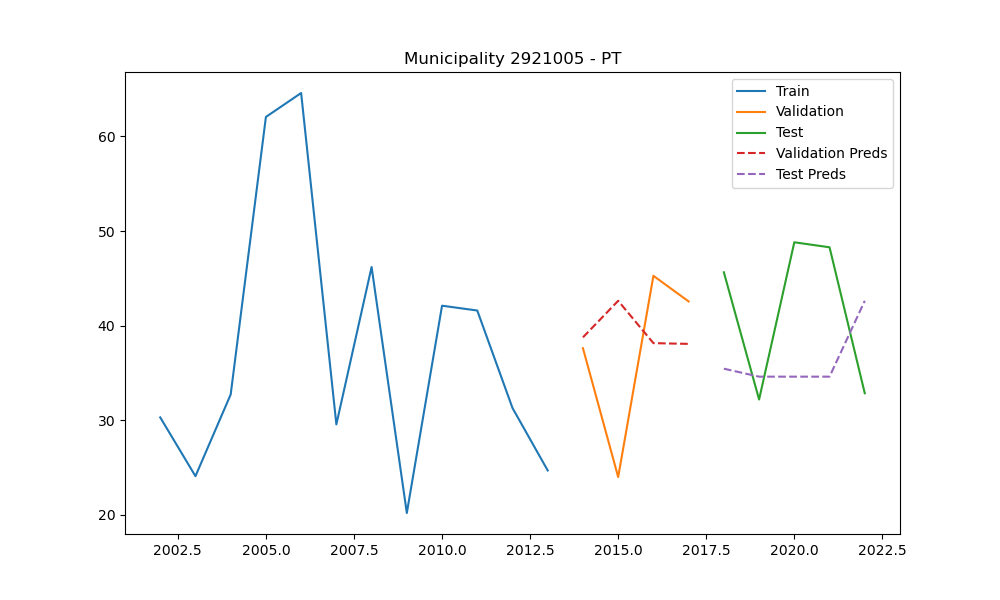 Municipality 2921005 - PT
Train
Validation
Test
Validation Preds
Test Preds
60
50
40
30
20
2002.5 2005.0 2007.5 2010.0 2012.5 2015.0 2017.5 2020.0 2022.5